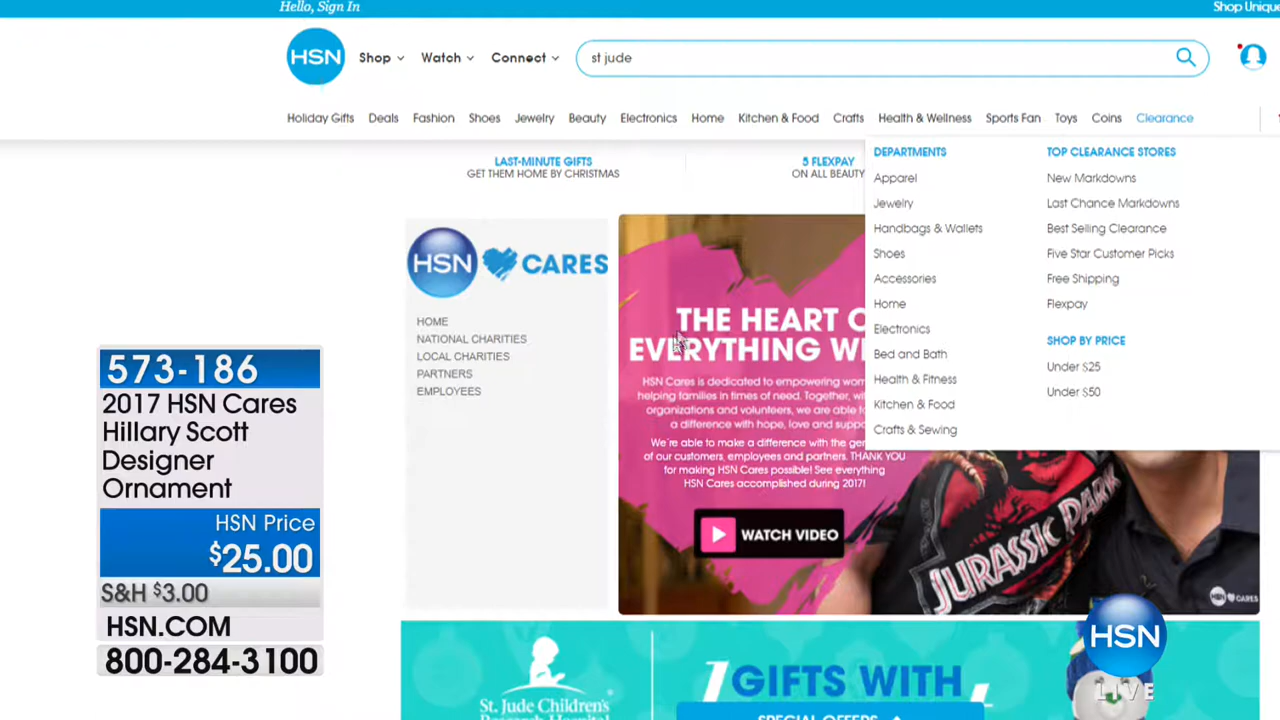 Hello, Sign In
Shop Unique
HSN
Shop
Watch
Connect
st jude
Holiday Gifts Deals Fashion Shoes Jewelry Beauty Electronics Home Kitchen & Food Crafts Health & Wellness Sports Fan Toys Coins Clearance
LAST-MINUTE GIFTS
GET THEM HOME BY CHRISTMAS
5 FLEXPAY
ON ALL BEAUTY
DEPARTMENTS
Apparel
Jewelry
Handbags & Wallets
Shoes
Accessories
Home
Electronics
Bed and Bath
Health & Fitness
Kitchen & Food
Crafts & Sewing
TOP CLEARANCE STORES
New Markdowns
Last Chance Markdowns
Best Selling Clearance
Five Star Customer Picks
Free Shipping
Flexpay
SHOP BY PRICE
Under $25
Under $50
HSN CARES
HOME
NATIONAL CHARITIES
LOCAL CHARITIES
PARTNERS
EMPLOYEES
THE HEART
EVERYTHING
HSN Cares is dedicated to empowering
helping families in times of need. Together,
organizations and volunteers, we are able
a difference with hope, love and
We're able to make a difference with the
of our customers, employees and partners. THANK YOU
for making HSN Cares possible! See everything
HSN Cares accomplished during 2017!
WATCH VIDEO
JURASSIC PARK
HSN CARES
573-186
2017 HSN Cares
Hillary Scott
Designer
Ornament
HSN Price
$25.00
S&H $3.00
HSN.COM
800-284-3100
St. Jude Children's
Research Hospital
GIFTS WITH
SPECIAL OFFERS
HSN
LIVE